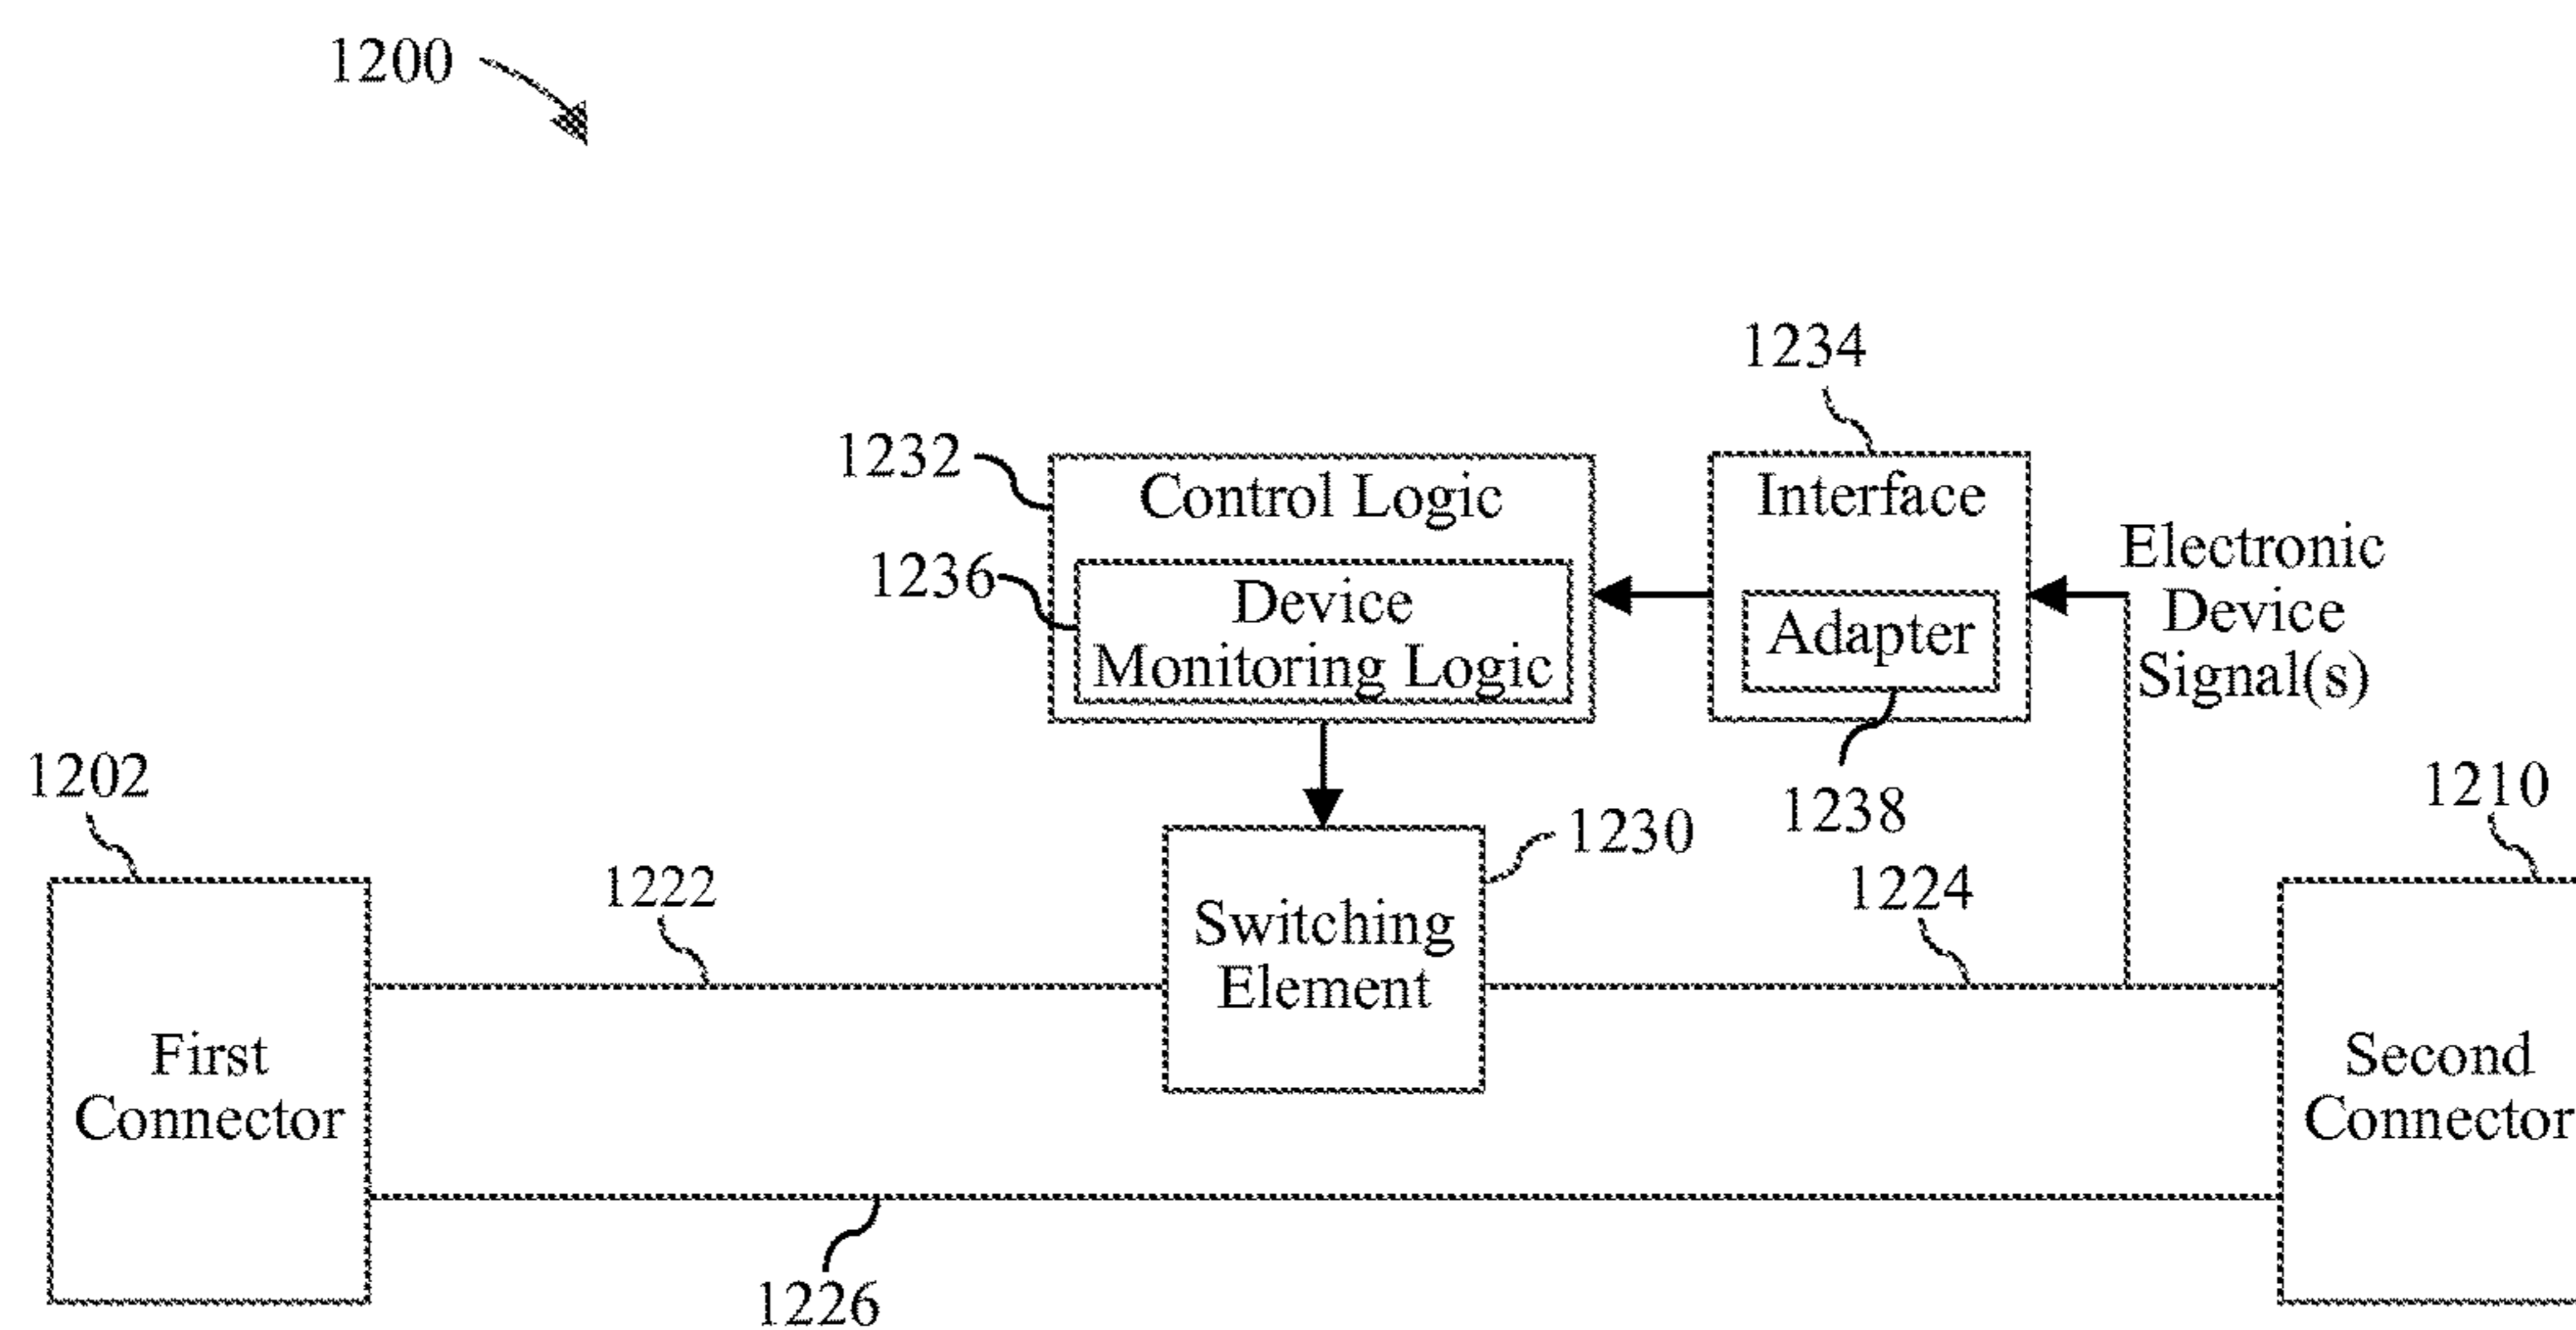 1200
1234
1232
Control Logic
Interface
1236
Device
Monitoring Logic
Adapter
Electronic
Device
Signal(s)
1202
1238
1210
1230
1222
1224
Switching
Element
First
Connector
Second
Connector
1226